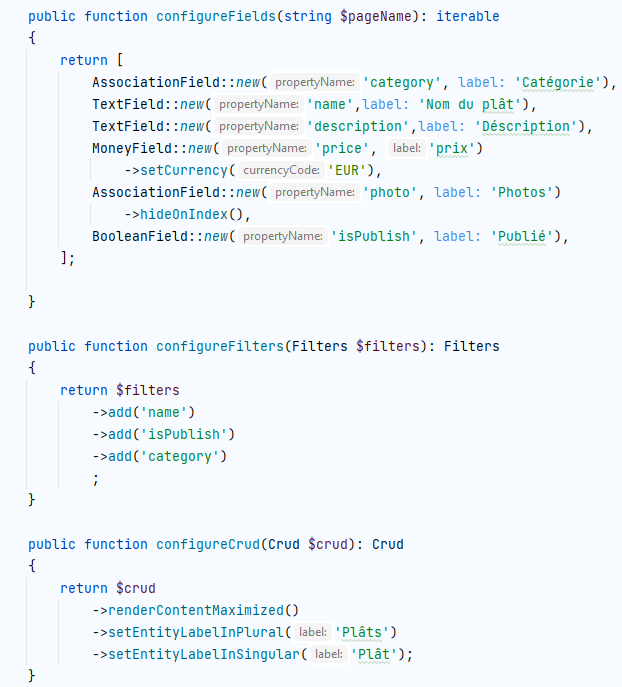 public function configureFields(string $pageName): iterable
{
return [
AssociationField::new( propertyName: 'category', label: 'Catégorie'),
TextField::new( propertyName: 'name',label: 'Nom du plât'),
TextField::new( propertyName: 'description',label: 'Déscription'),
MoneyField::new( propertyName: 'price', label: 'prix')
->setCurrency( currencyCode: 'EUR'),
AssociationField::new( propertyName: 'photo', label: 'Photos')
->hideOnIndex(),
BooleanField::new( propertyName: 'isPublish', label: 'Publié'),
];
}
public function configureFilters(Filters $filters): Filters
{
return $filters
->add('name')
->add('isPublish')
->add('category')
;
}
public function configureCrud(Crud $crud): Crud
{
return $crud
->renderContentMaximized()
->setEntityLabelInPlural( label: 'Plâts')
->setEntityLabelInSingular( label: 'Plât');
}